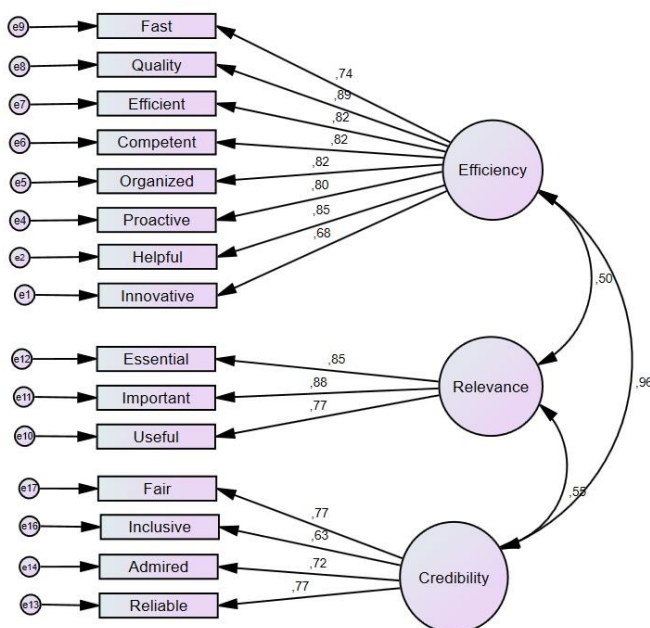 e9 Fast
,74
e8 Quality
,89
e7 Efficient
,82
e6 Competent
,82
Efficiency
e5 Organized
,82
e4 Proactive
,80
e2 Helpful
,85
e1 Innovative
,68
,50
e12 Essential
,85
e11 Important
,88
Relevance
,96
e10 Useful
,77
e17 Fair
,77
,55
e16 Inclusive
,63
e14 Admired
,72
Credibility
e13 Reliable
,77